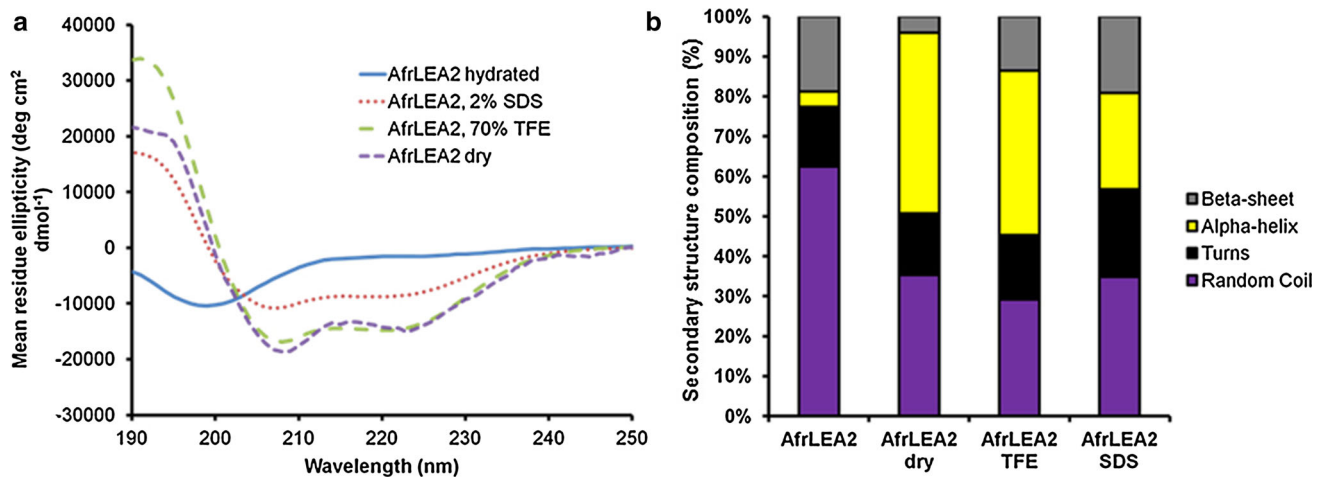 a
Mean residue ellipticity (deg cm²
dmol⁻¹)
40000
30000
20000
10000
0
-10000
-20000
-30000
190
200
210
220
230
240
250
Wavelength (nm)
AfrLEA2 hydrated
AfrLEA2, 2% SDS
AfrLEA2, 70% TFE
AfrLEA2 dry
b
Secondary structure composition (%)
100%
90%
80%
70%
60%
50%
40%
30%
20%
10%
0%
AfrLEA2
AfrLEA2
dry
AfrLEA2
TFE
AfrLEA2
SDS
Beta-sheet
Alpha-helix
Turns
Random Coil